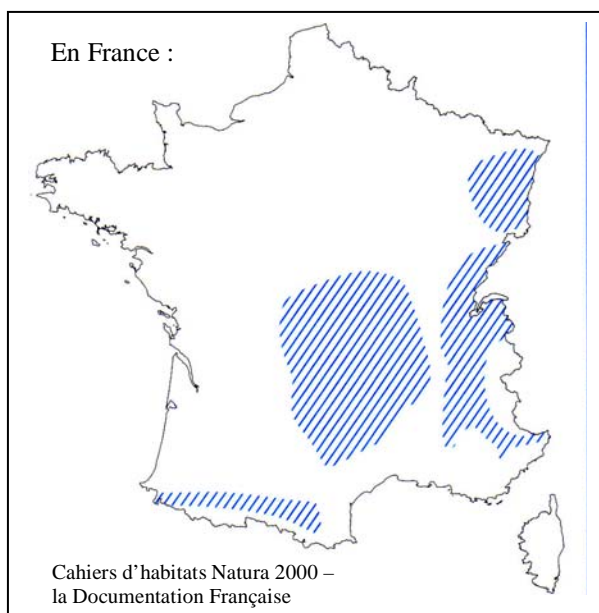 En France :
Cahiers d’habitats Natura 2000 –
la Documentation Française